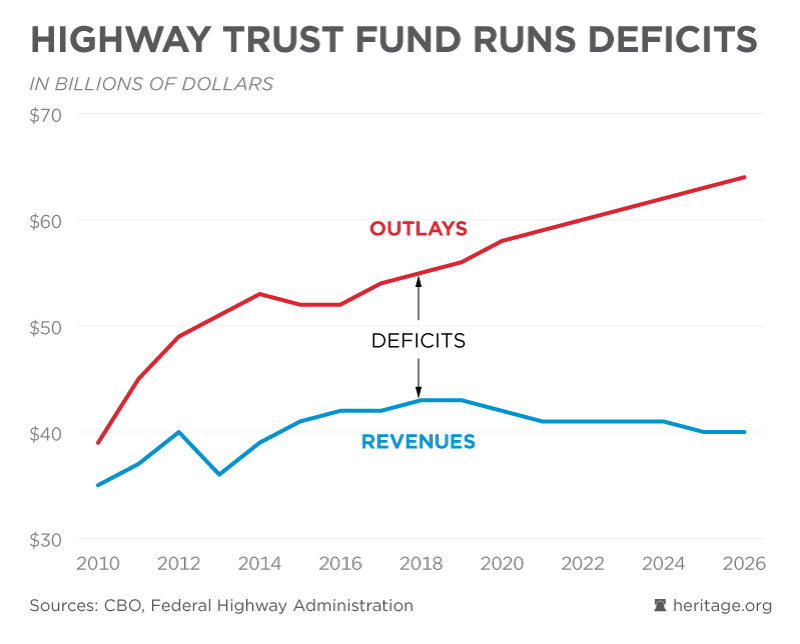 HIGHWAY TRUST FUND RUNS DEFICITS
IN BILLIONS OF DOLLARS
$70
$60
$50
$40
$30
OUTLAYS
DEFICITS
REVENUES
2010 2012 2014 2016 2018 2020 2022 2024 2026
Sources: CBO, Federal Highway Administration
heritage.org